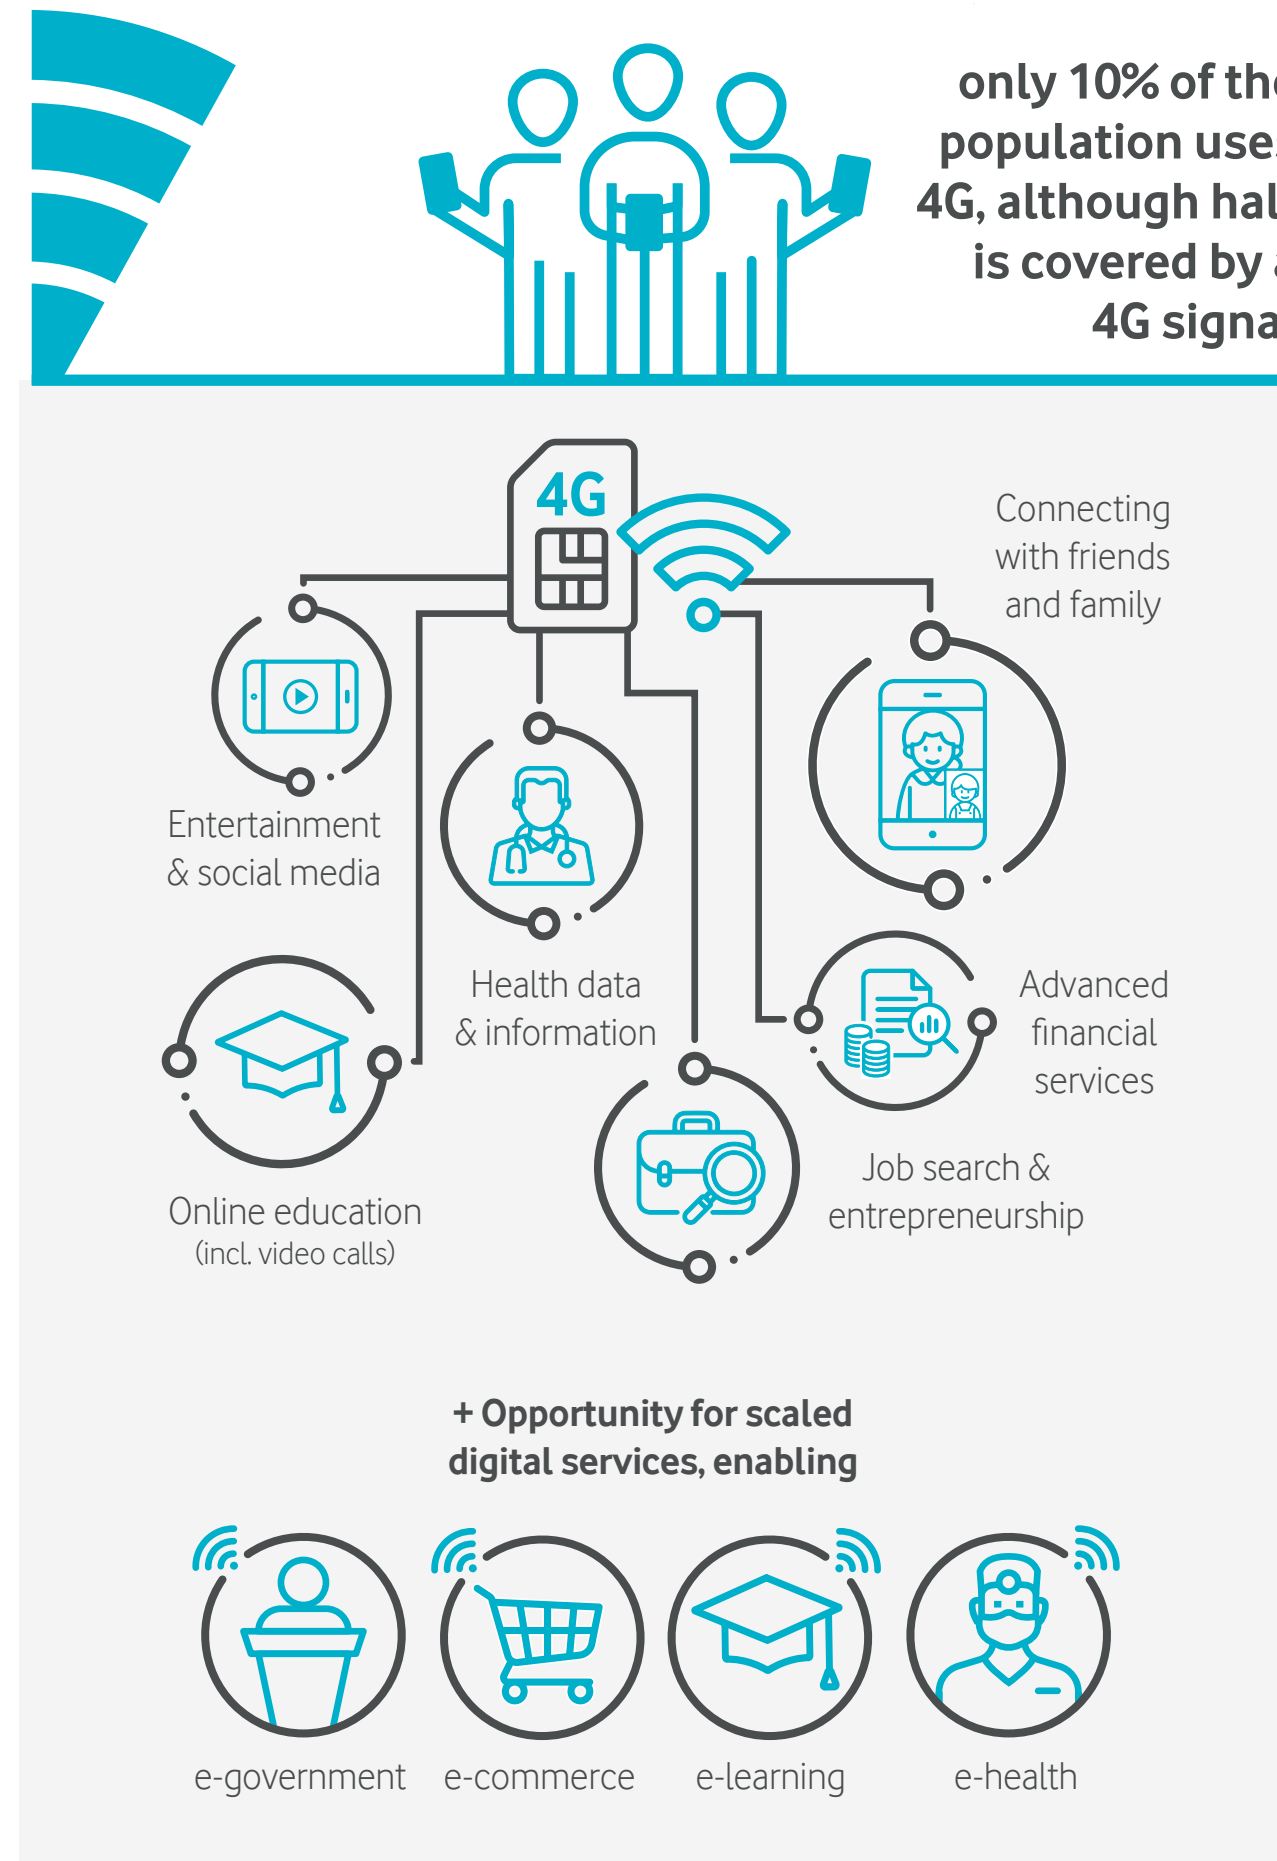 only 10% of the
population uses
4G, although hal
is covered by a
4G signa
4G
Connecting
with friends
and family
Entertainment
& social media
Health data
& information
Advanced
financial
services
Online education
(incl. video calls)
Job search &
entrepreneurship
+ Opportunity for scaled
digital services, enabling
e-government
e-commerce
e-learning
e-health